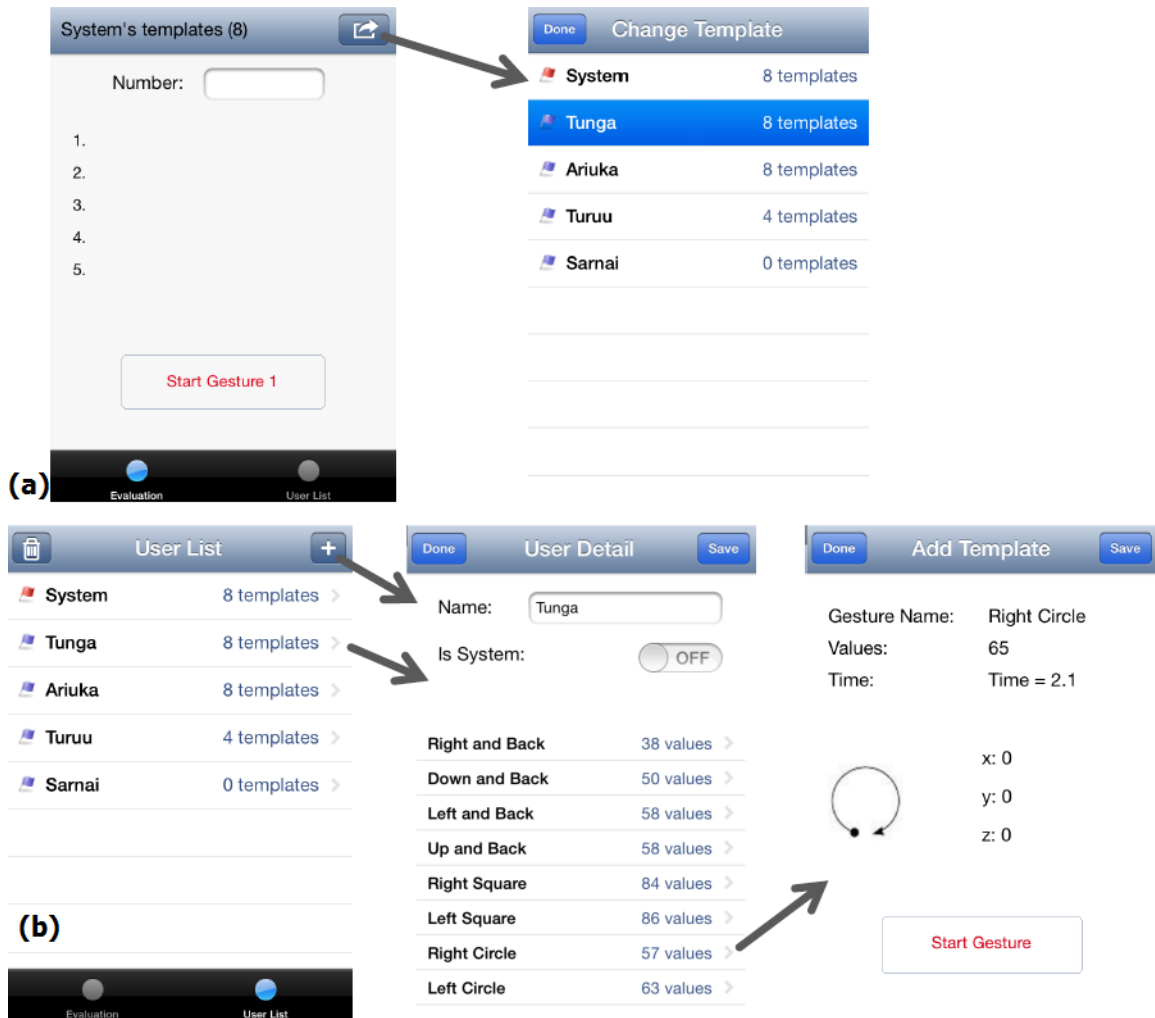 System's templates (8)
Number:
1.
2.
3.
4.
5.
Start Gesture 1
Evaluation User List
Done Change Template
System 8 templates
Tunga 8 templates
Ariuka 8 templates
Turuu 4 templates
Sarnai 0 templates
(a)
User List +
System 8 templates
Tunga 8 templates
Ariuka 8 templates
Turuu 4 templates
Sarnai 0 templates
(b)
Evaluation User List
Done User Detail Save
Name: Tunga
Is System: OFF
Right and Back 38 values
Down and Back 50 values
Left and Back 58 values
Up and Back 58 values
Right Square 84 values
Left Square 86 values
Right Circle 57 values
Left Circle 63 values
Done Add Template Save
Gesture Name: Right Circle
Values: 65
Time: Time = 2.1
x: 0
y: 0
z: 0
Start Gesture